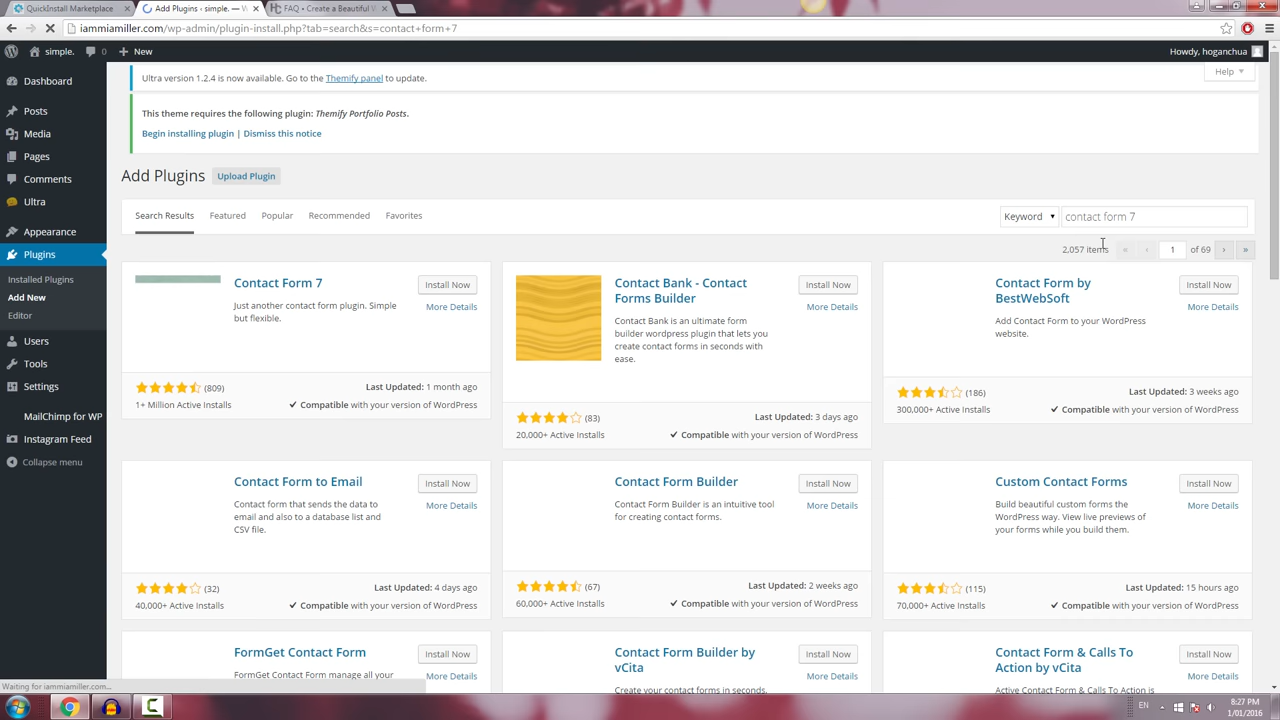 QuickInstall Marketplace
Add Plugins ‹ simple. — W
FAQ • Create a Beautiful W
iammiamiller.com/wp-admin/plugin-install.php?tab=search&s=contact+form+7
simple.
0
New
Howdy, hoganchua
Dashboard
Posts
Media
Pages
Comments
Ultra
Appearance
Plugins
Installed Plugins
Add New
Editor
Users
Tools
Settings
MailChimp for WP
Instagram Feed
Collapse menu
Ultra version 1.2.4 is now available. Go to the Themify panel to update.
Help
This theme requires the following plugin: Themify Portfolio Posts.
Begin installing plugin | Dismiss this notice
Add Plugins
Upload Plugin
Search Results
Featured
Popular
Recommended
Favorites
Keyword
contact form 7
2,057 items
«
‹
1
of 69
›
»
Contact Form 7
Install Now
More Details
Just another contact form plugin. Simple
but flexible.
(809)
Last Updated: 1 month ago
1+ Million Active Installs
Compatible with your version of WordPress
Contact Bank - Contact
Forms Builder
Install Now
More Details
Contact Bank is an ultimate form
builder wordpress plugin that lets you
create contact forms in seconds with
ease.
(83)
Last Updated: 3 days ago
20,000+ Active Installs
Compatible with your version of WordPress
Contact Form by
BestWebSoft
Install Now
More Details
Add Contact Form to your WordPress
website.
(186)
Last Updated: 3 weeks ago
300,000+ Active Installs
Compatible with your version of WordPress
Contact Form to Email
Install Now
More Details
Contact form that sends the data to
email and also to a database list and
CSV file.
(32)
Last Updated: 4 days ago
40,000+ Active Installs
Compatible with your version of WordPress
Contact Form Builder
Install Now
More Details
Contact Form Builder is an intuitive tool
for creating contact forms.
(67)
Last Updated: 2 weeks ago
60,000+ Active Installs
Compatible with your version of WordPress
Custom Contact Forms
Install Now
More Details
Build beautiful custom forms the
WordPress way. View live previews of
your forms while you build them.
(115)
Last Updated: 15 hours ago
70,000+ Active Installs
Compatible with your version of WordPress
FormGet Contact Form
Install Now
More Details
FormGet Contact Form manage all your
Contact Form Builder by
vCita
Install Now
More Details
Create your contact forms in seconds.
Contact Form & Calls To
Action by vCita
Install Now
More Details
Active Contact Form & Calls To Action is
Waiting for iammiamiller.com...
EN
8:27 PM
1/01/2016